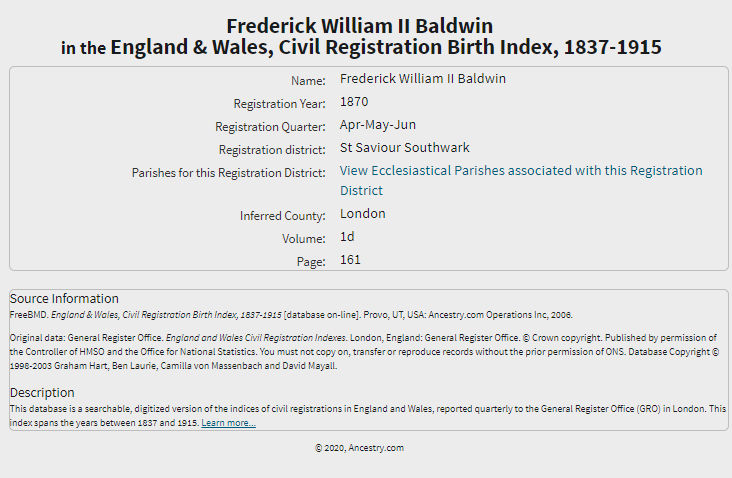 Frederick William II Baldwin
in the England & Wales, Civil Registration Birth Index, 1837-1915
Name: Frederick William II Baldwin
Registration Year: 1870
Registration Quarter: Apr-May-Jun
Registration district: St Saviour Southwark
Parishes for this Registration District: View Ecclesiastical Parishes associated with this Registration
District
Inferred County: London
Volume: 1d
Page: 161
Source Information
FreeBMD. England & Wales, Civil Registration Birth Index, 1837-1915 [database on-line]. Provo, UT, USA: Ancestry.com Operations Inc, 2006.
Original data: General Register Office. England and Wales Civil Registration Indexes. London, England: General Register Office. © Crown copyright. Published by permission of
the Controller of HMSO and the Office for National Statistics. You must not copy on, transfer or reproduce records without the prior permission of ONS. Database Copyright ©
1998-2003 Graham Hart, Ben Laurie, Camilla von Massenbach and David Mayall.
Description
This database is a searchable, digitized version of the indices of civil registrations in England and Wales, reported quarterly to the General Register Office (GRO) in London. This
index spans the years between 1837 and 1915. Learn more...
© 2020, Ancestry.com